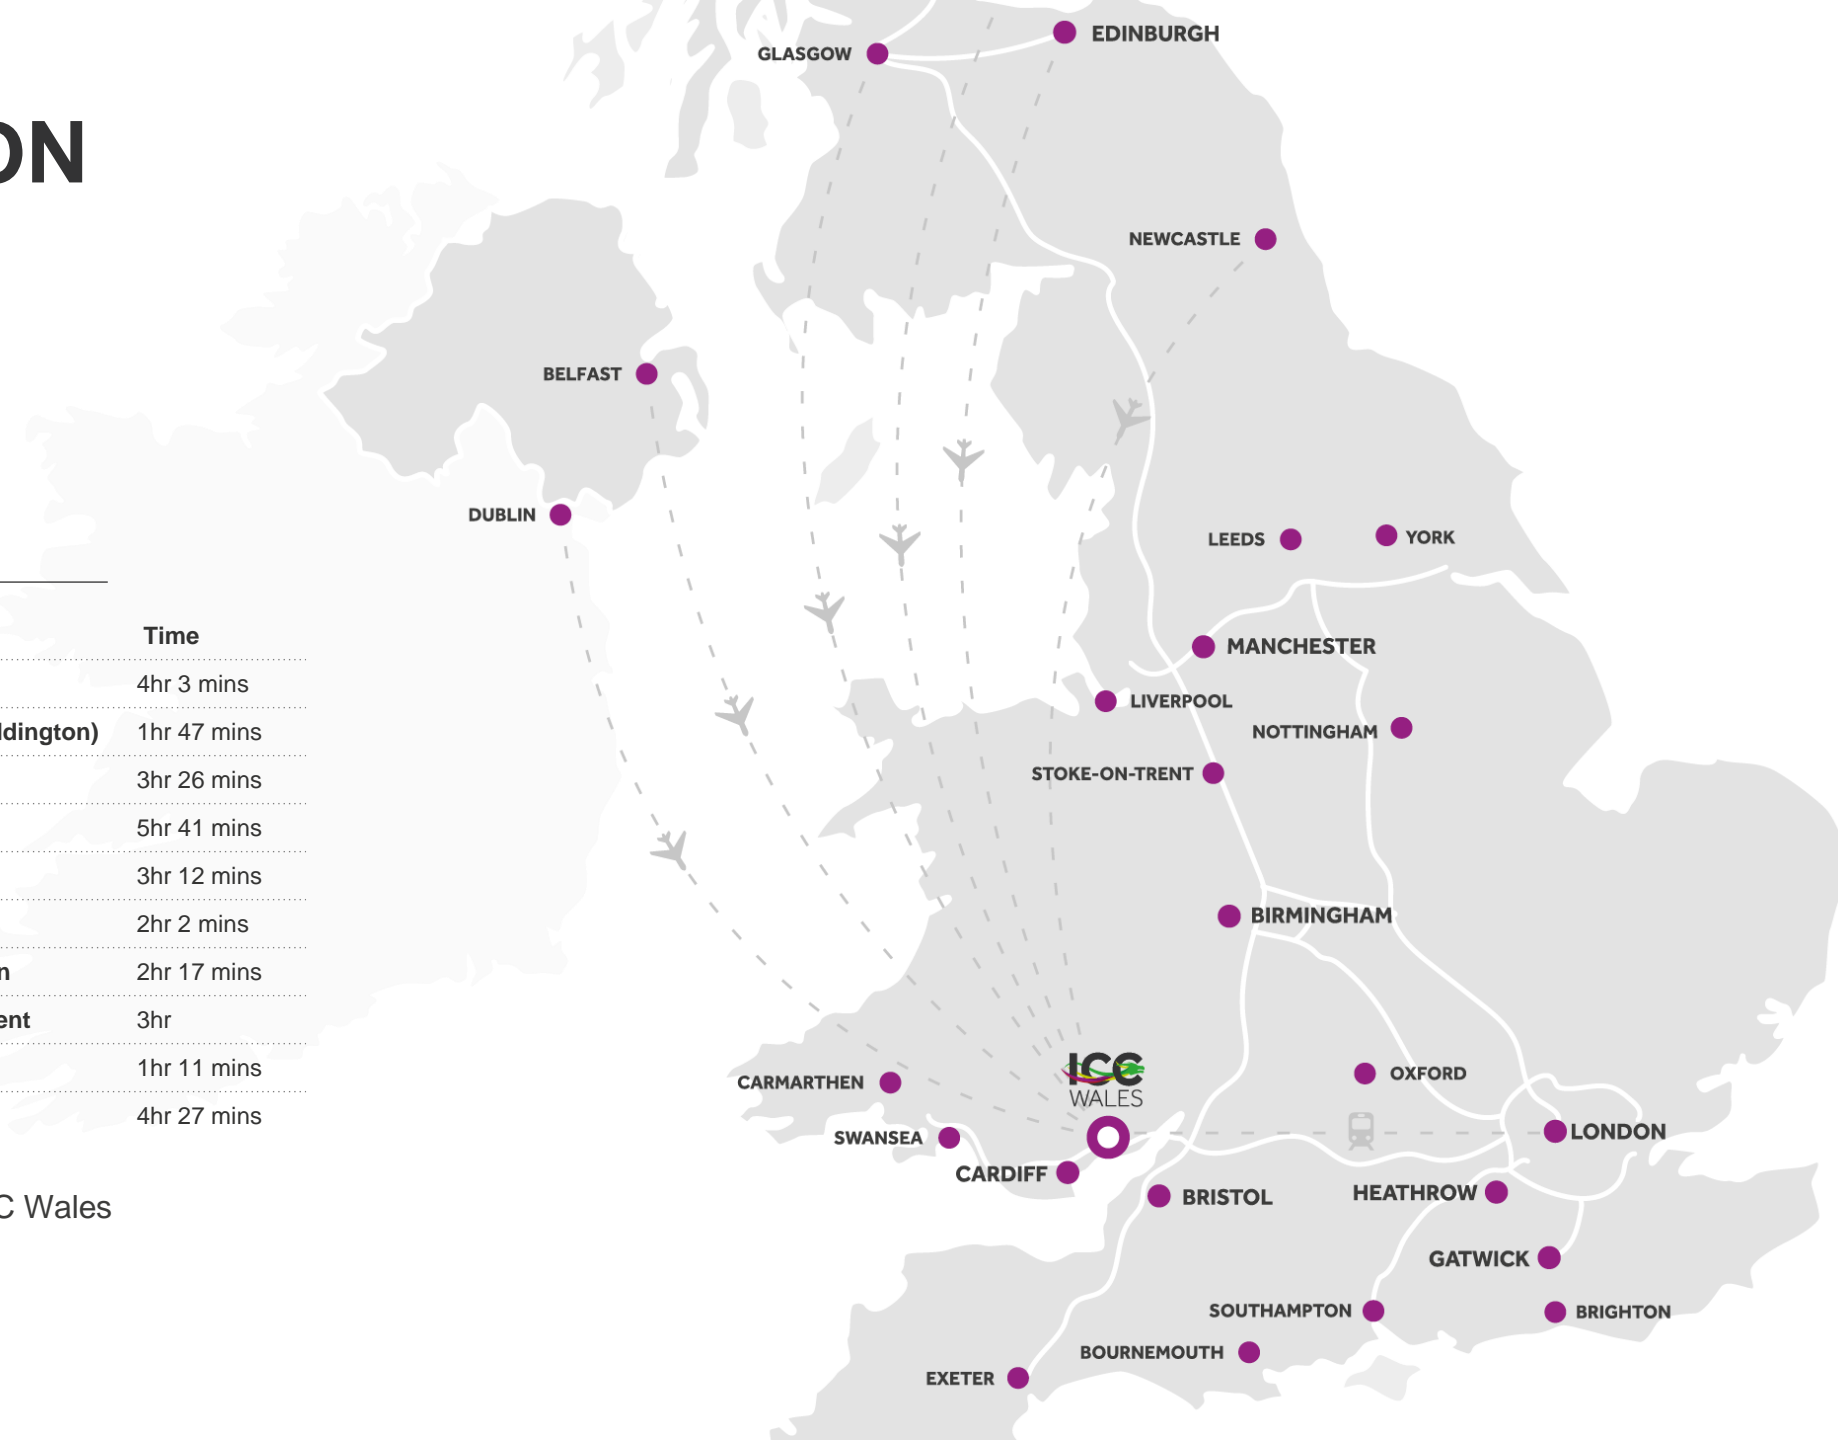 ON
Time
4hr 3 mins
ddington) 1hr 47 mins
3hr 26 mins
5hr 41 mins
3hr 12 mins
2hr 2 mins
n 2hr 17 mins
ent 3hr
1hr 11 mins
4hr 27 mins
C Wales
GLASGOW
EDINBURGH
NEWCASTLE
BELFAST
DUBLIN
LEEDS
YORK
MANCHESTER
LIVERPOOL
NOTTINGHAM
STOKE-ON-TRENT
BIRMINGHAM
ICC
WALES
CARMARTHEN
OXFORD
SWANSEA
LONDON
CARDIFF
BRISTOL
HEATHROW
GATWICK
SOUTHAMPTON
BRIGHTON
BOURNEMOUTH
EXETER